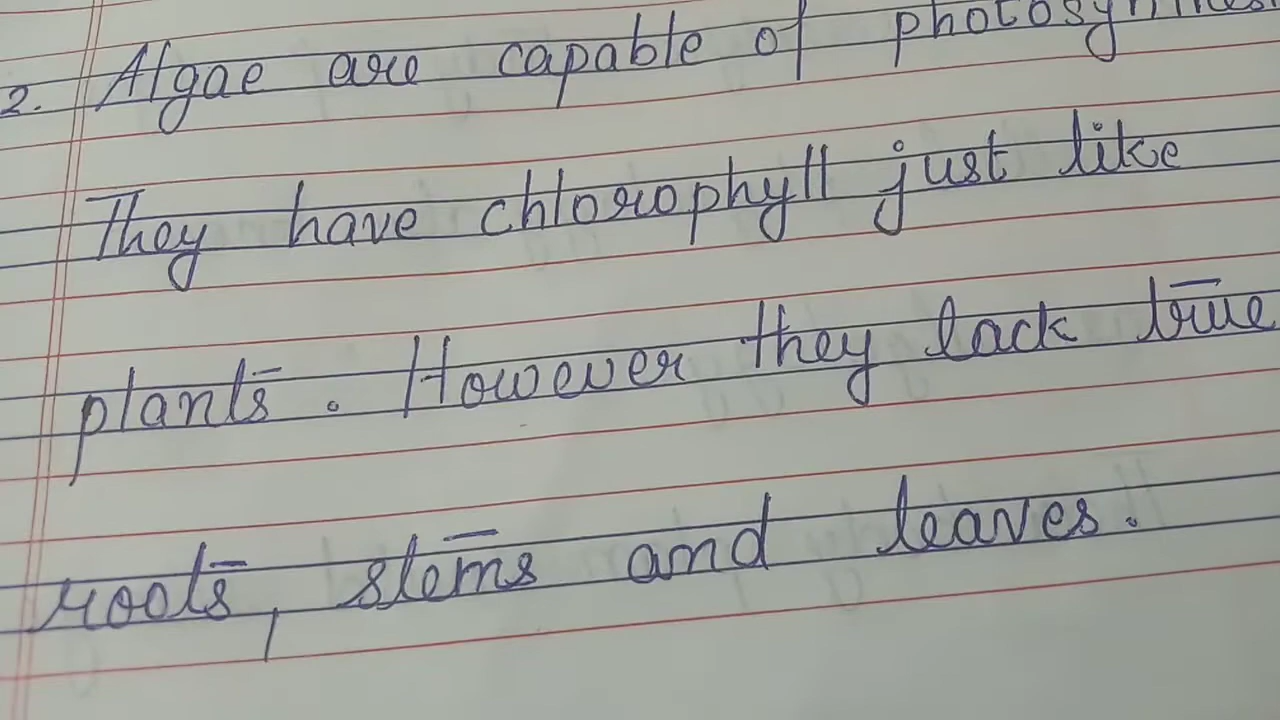 2. Algae are capable of photosynthesi
They have chlorophyll just like
plants. However they lack true
roots, stems and leaves.